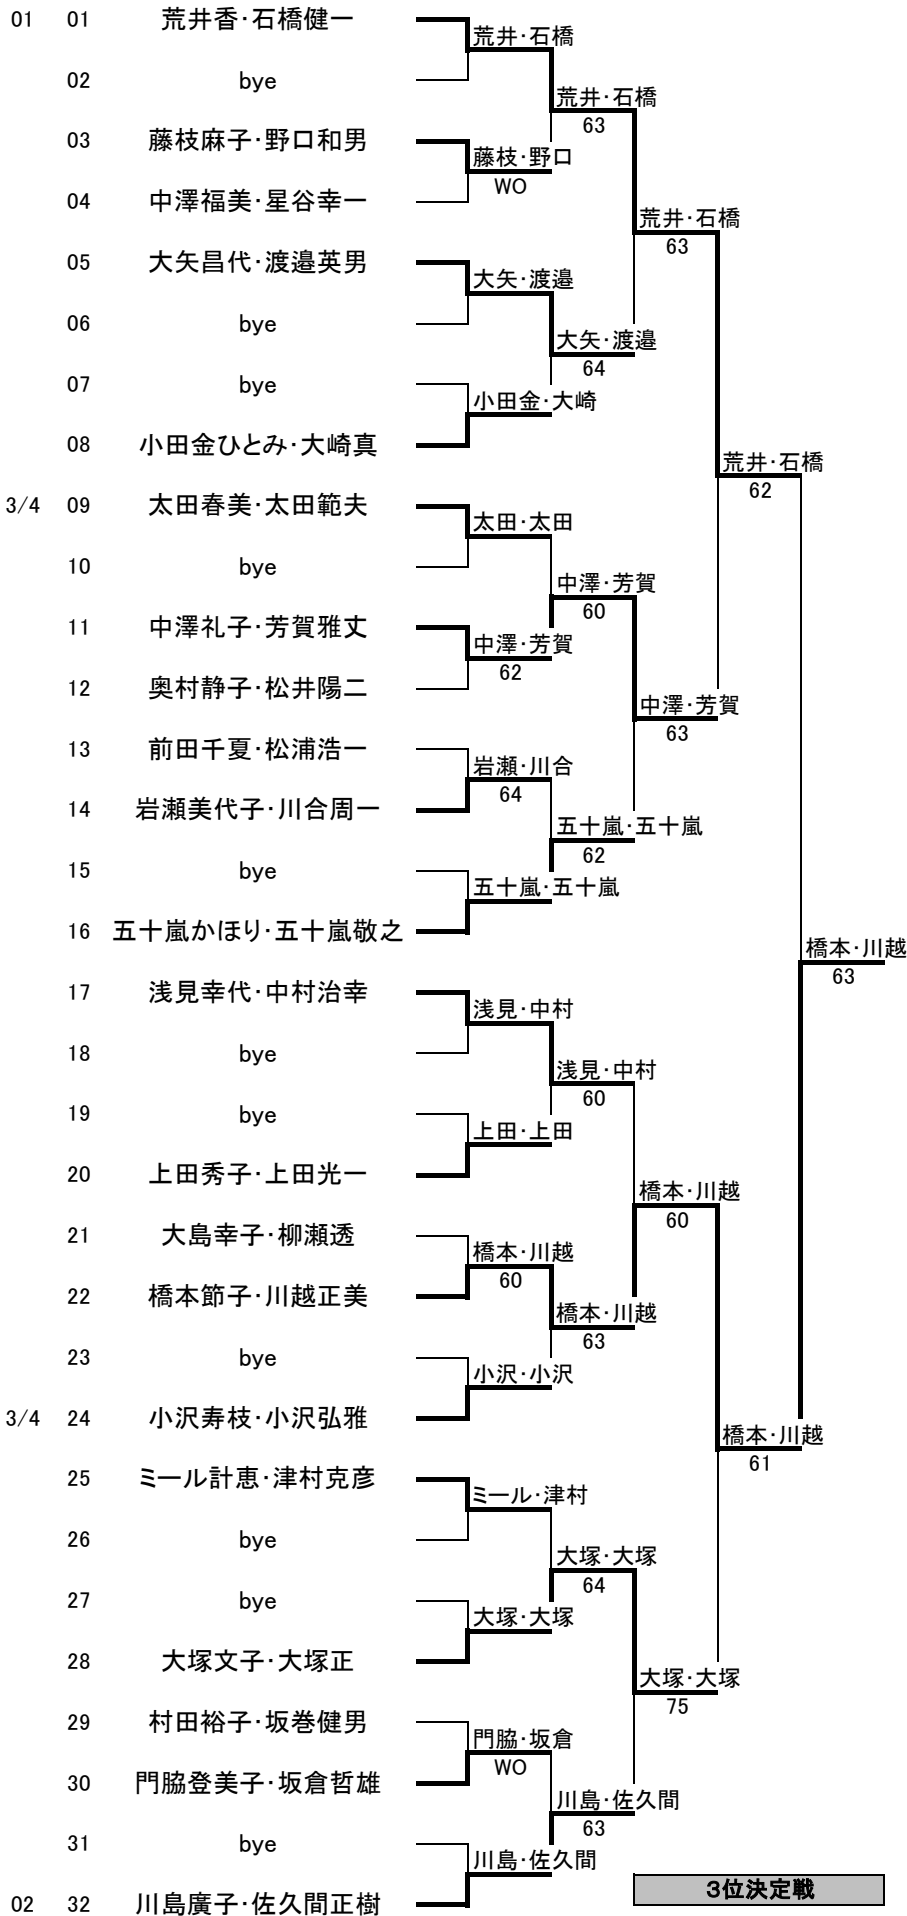 01 01 荒井香・石橋健一
荒井・石橋
02 bye
荒井・石橋
63
03 藤枝麻子・野口和男
藤枝・野口
WO
04 中澤福美・星谷幸一
荒井・石橋
63
05 大矢昌代・渡邉英男
大矢・渡邉
06 bye
大矢・渡邉
64
07 bye
小田金・大崎
08 小田金ひとみ・大崎真
荒井・石橋
62
3/4 09 太田春美・太田範夫
太田・太田
10 bye
中澤・芳賀
60
11 中澤礼子・芳賀雅丈
中澤・芳賀
62
12 奥村静子・松井陽二
中澤・芳賀
63
13 前田千夏・松浦浩一
岩瀬・川合
64
14 岩瀬美代子・川合周一
五十嵐・五十嵐
62
15 bye
五十嵐・五十嵐
16 五十嵐かほり・五十嵐敬之
橋本・川越
63
17 浅見幸代・中村治幸
浅見・中村
18 bye
浅見・中村
60
19 bye
上田・上田
20 上田秀子・上田光一
橋本・川越
60
21 大島幸子・柳瀬透
橋本・川越
60
22 橋本節子・川越正美
橋本・川越
63
23 bye
小沢・小沢
3/4 24 小沢寿枝・小沢弘雅
橋本・川越
61
25 ミール計恵・津村克彦
ミール・津村
26 bye
大塚・大塚
64
27 bye
大塚・大塚
28 大塚文子・大塚正
大塚・大塚
75
29 村田裕子・坂巻健男
門脇・坂倉
WO
30 門脇登美子・坂倉哲雄
川島・佐久間
63
31 bye
川島・佐久間
3位決定戦
02 32 川島廣子・佐久間正樹